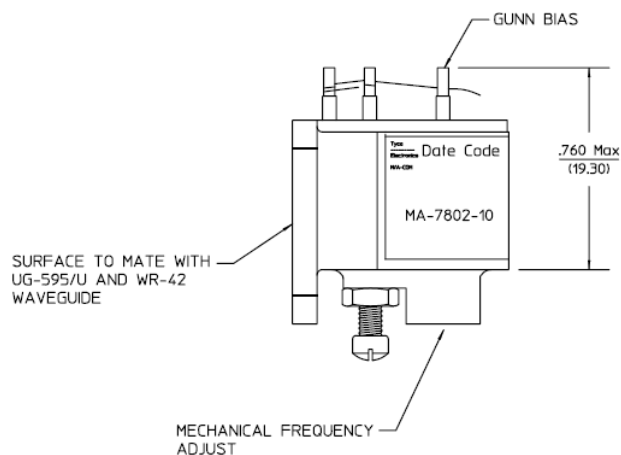 GUNN BIAS
.760 Max
(19.30)
Tyco
Electronics
M/A-COM
Date Code
MA-7802-10
SURFACE TO MATE WITH
UG-595/U AND WR-42
WAVEGUIDE
MECHANICAL FREQUENCY
ADJUST